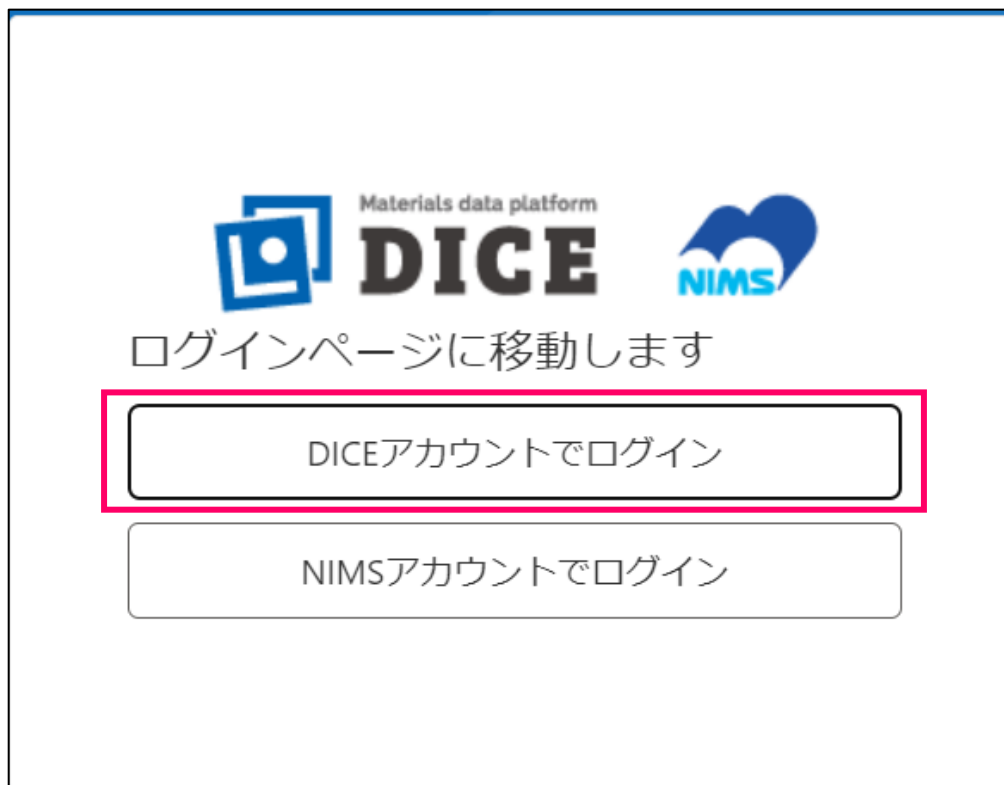 Materials data platform
DICE
NIMS
ログインページに移動します
DICEアカウントでログイン
NIMSアカウントでログイン